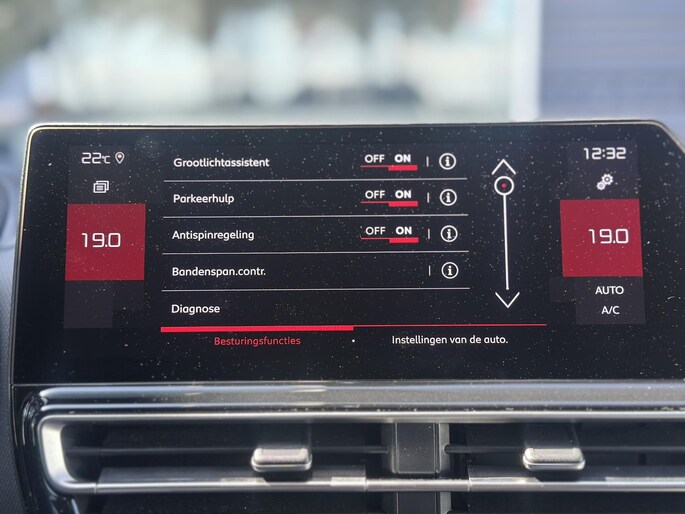 22°C
12:32
Grootlichtassistent OFF ON
Parkeerhulp OFF ON
19.0
19.0
Antispinregeling OFF ON
Bandenspan.contr.
AUTO
Diagnose
A/C
Besturingsfuncties
Instellingen van de auto.